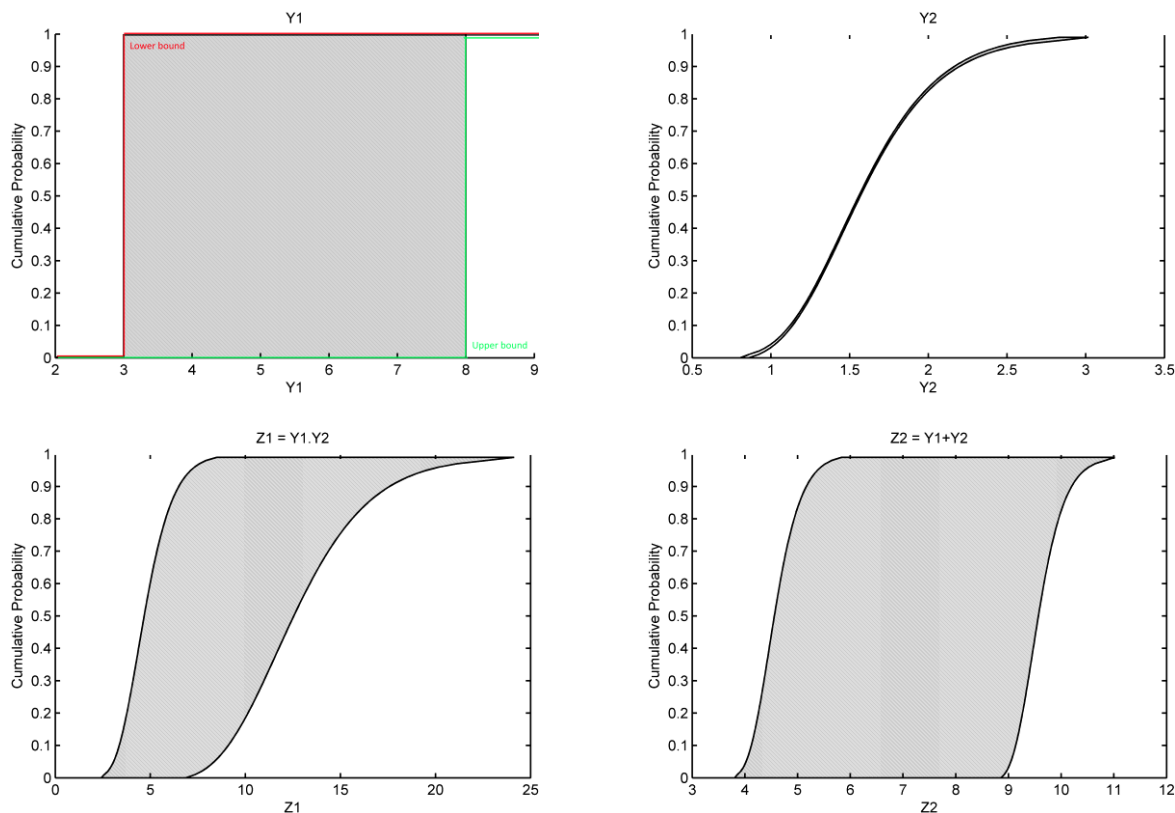 Y1
Cumulative Probability
1
0.9
0.8
0.7
0.6
0.5
0.4
0.3
0.2
0.1
0
Lower bound
Upper bound
2 3 4 5 6 7 8 9
Y1
Y2
Cumulative Probability
1
0.9
0.8
0.7
0.6
0.5
0.4
0.3
0.2
0.1
0
0.5 1 1.5 2 2.5 3 3.5
Y2
Z1 = Y1.Y2
Cumulative Probability
1
0.9
0.8
0.7
0.6
0.5
0.4
0.3
0.2
0.1
0
0 5 10 15 20 25
Z1
Z2 = Y1+Y2
Cumulative Probability
1
0.9
0.8
0.7
0.6
0.5
0.4
0.3
0.2
0.1
0
3 4 5 6 7 8 9 10 11 12
Z2